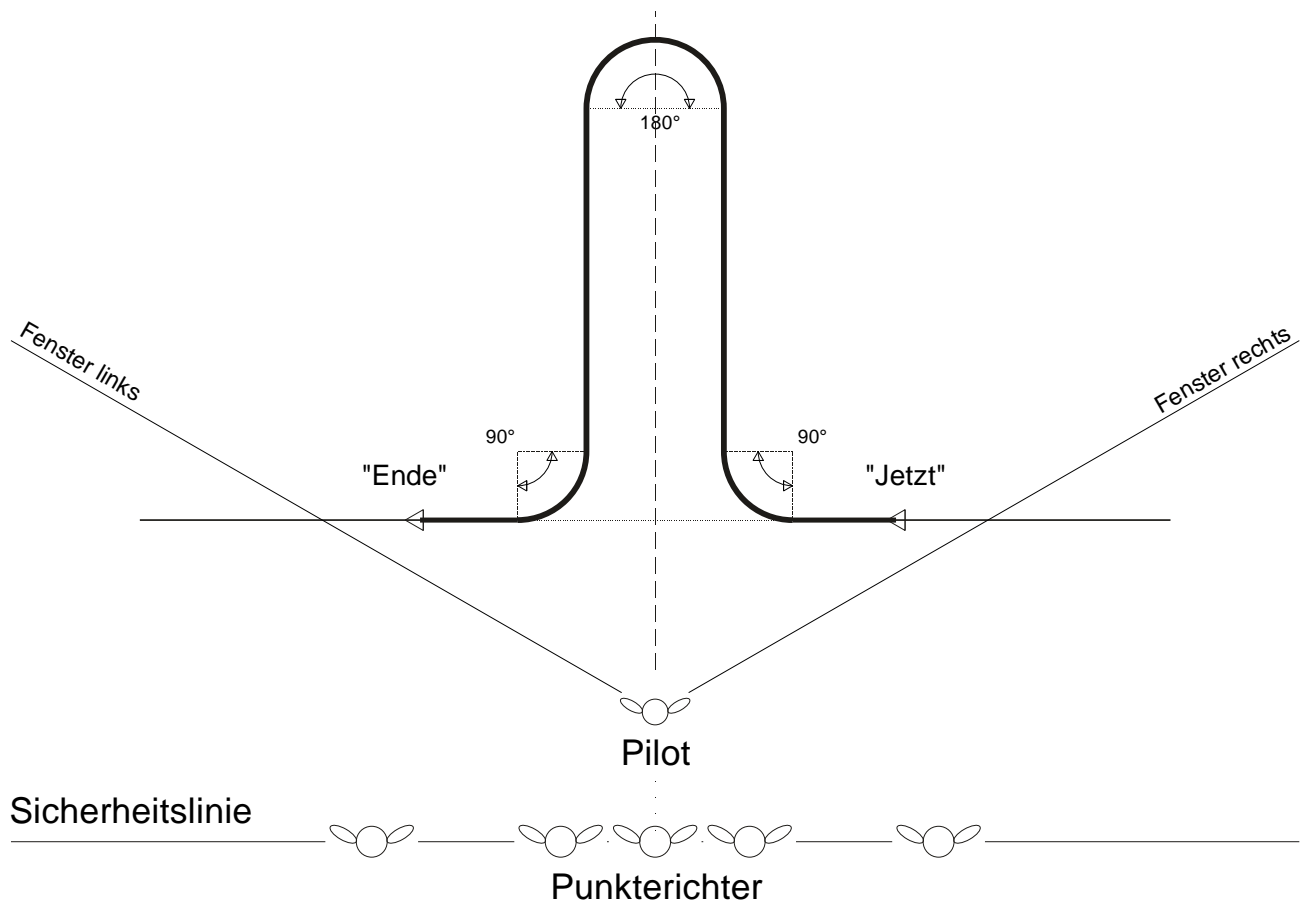 180°
Fenster links
Fenster rechts
90°
90°
"Ende"
"Jetzt"
Pilot
Sicherheitslinie
Punkterichter